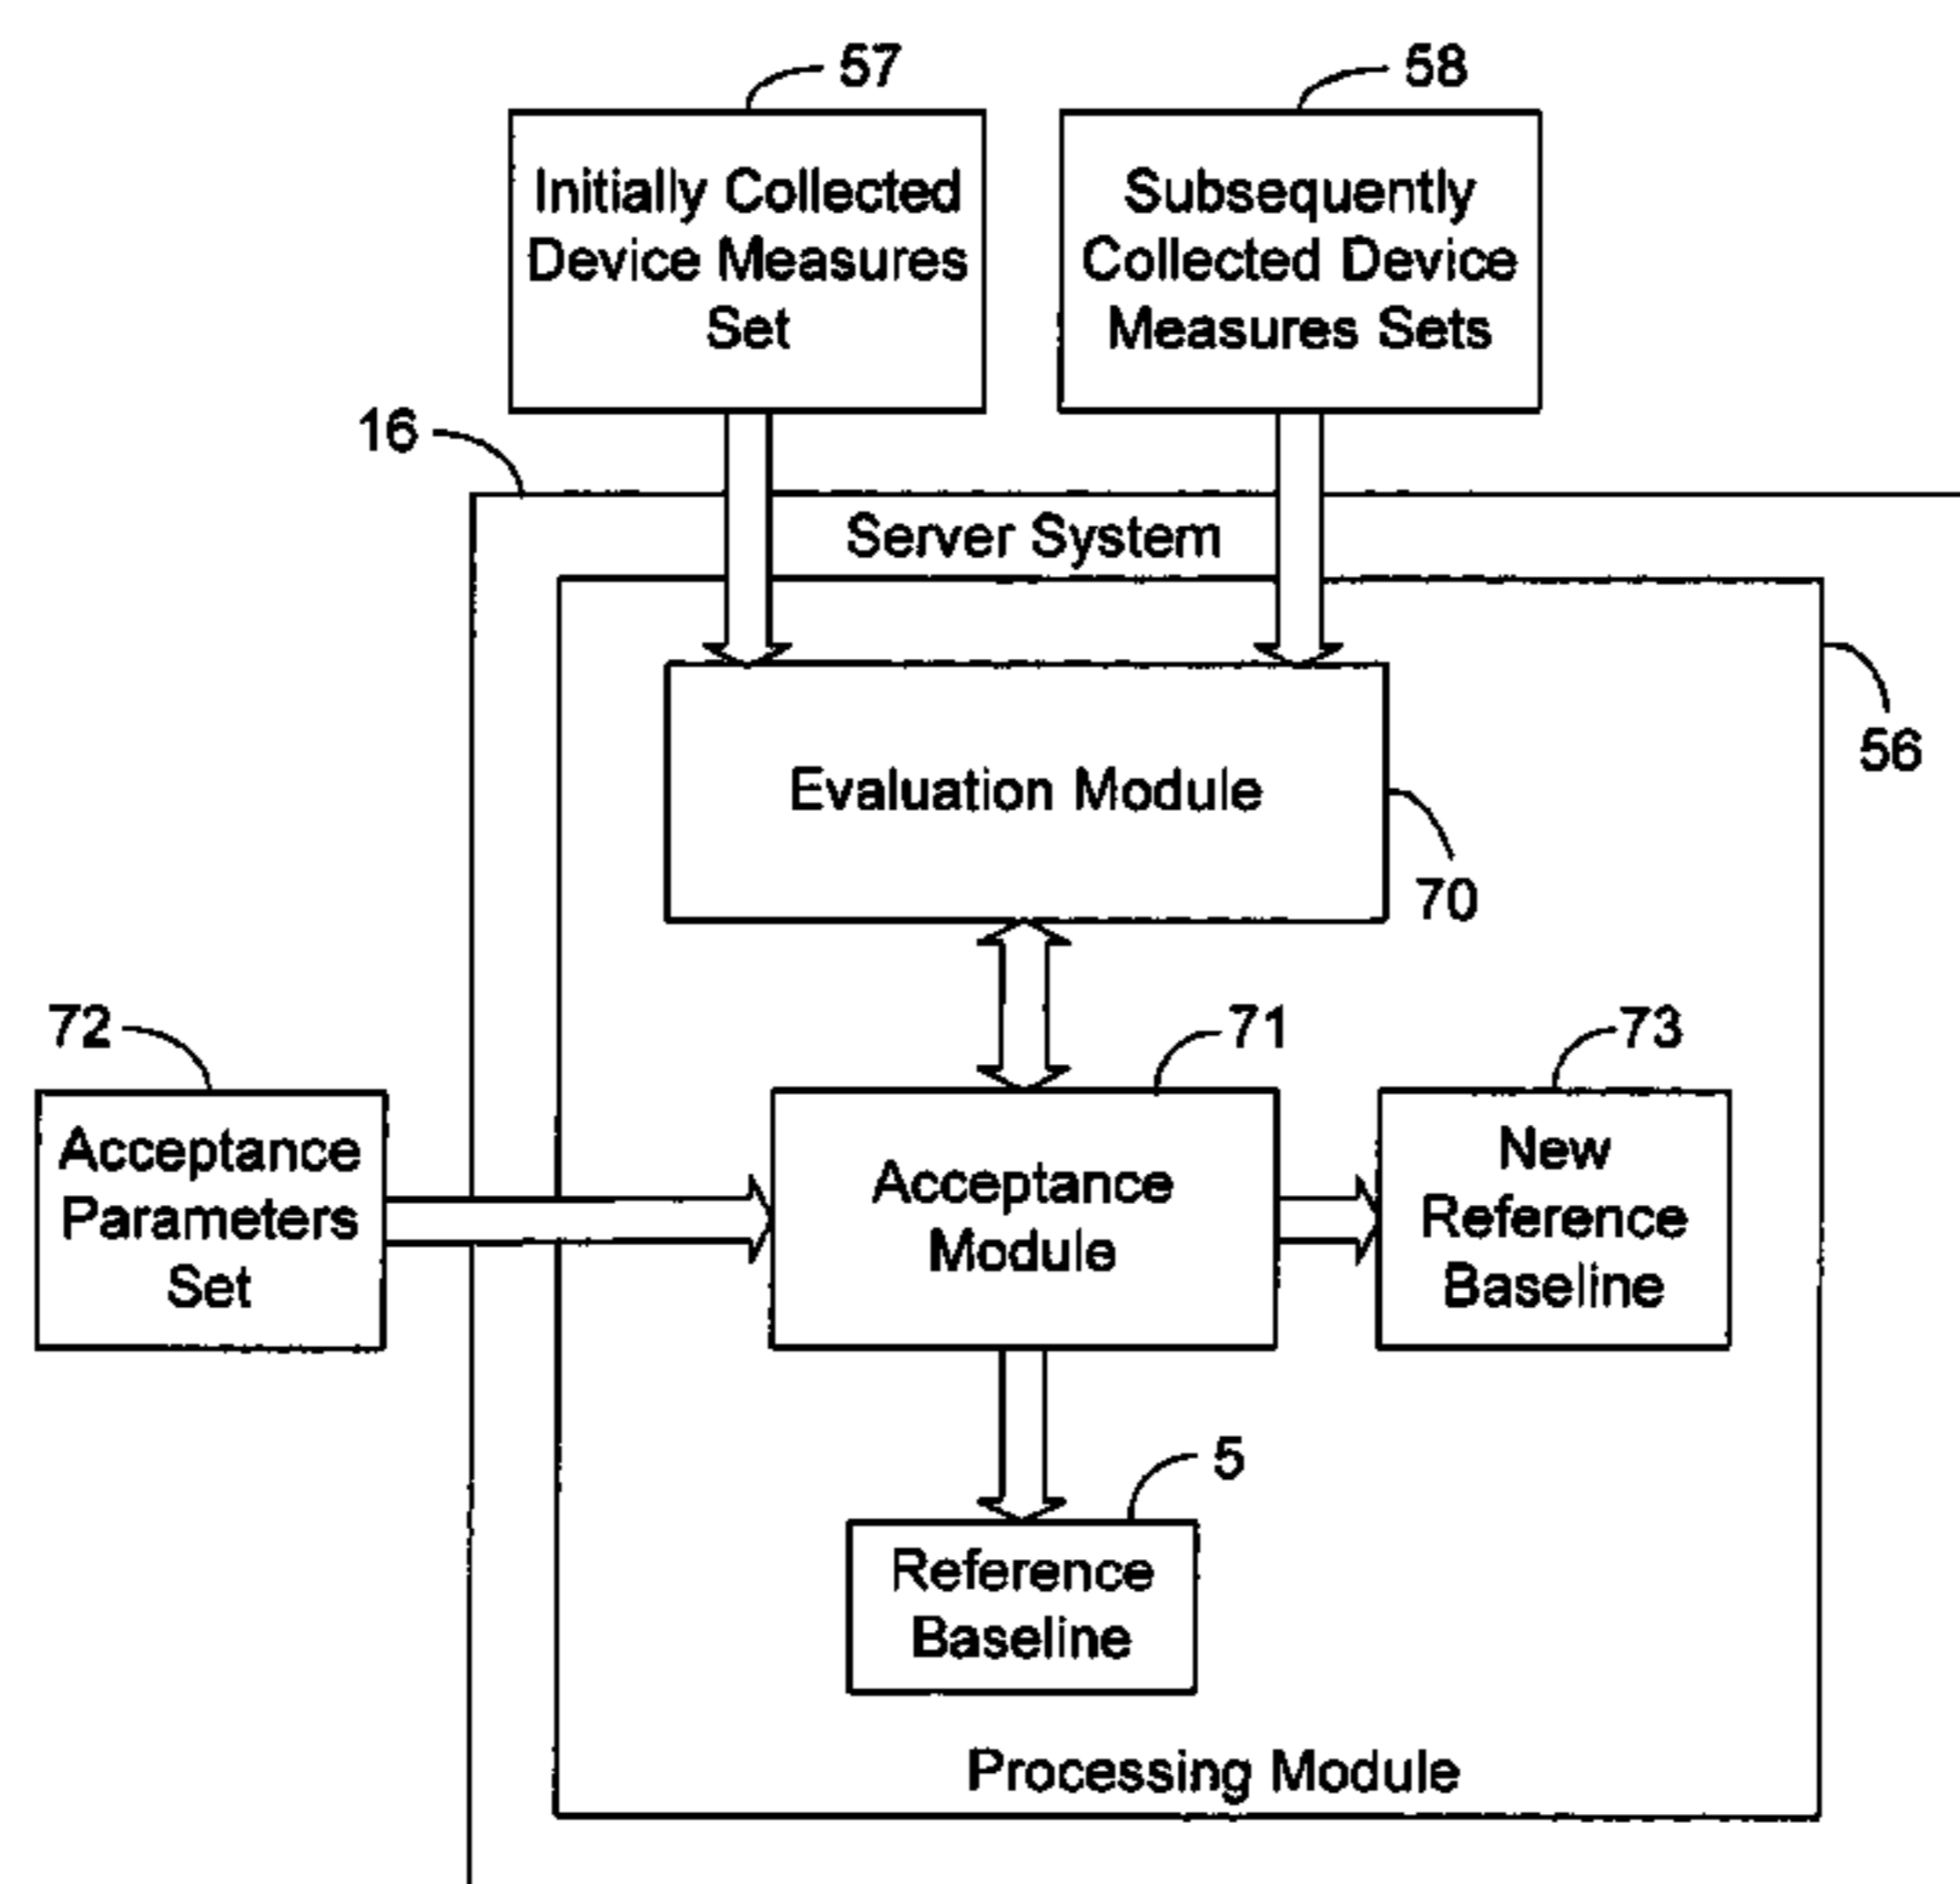 57
58
Initially Collected
Device Measures
Set
Subsequently
Collected Device
Measures Sets
16
Server System
56
Evaluation Module
70
72
71
73
Acceptance
Parameters
Set
Acceptance
Module
New
Reference
Baseline
5
Reference
Baseline
Processing Module